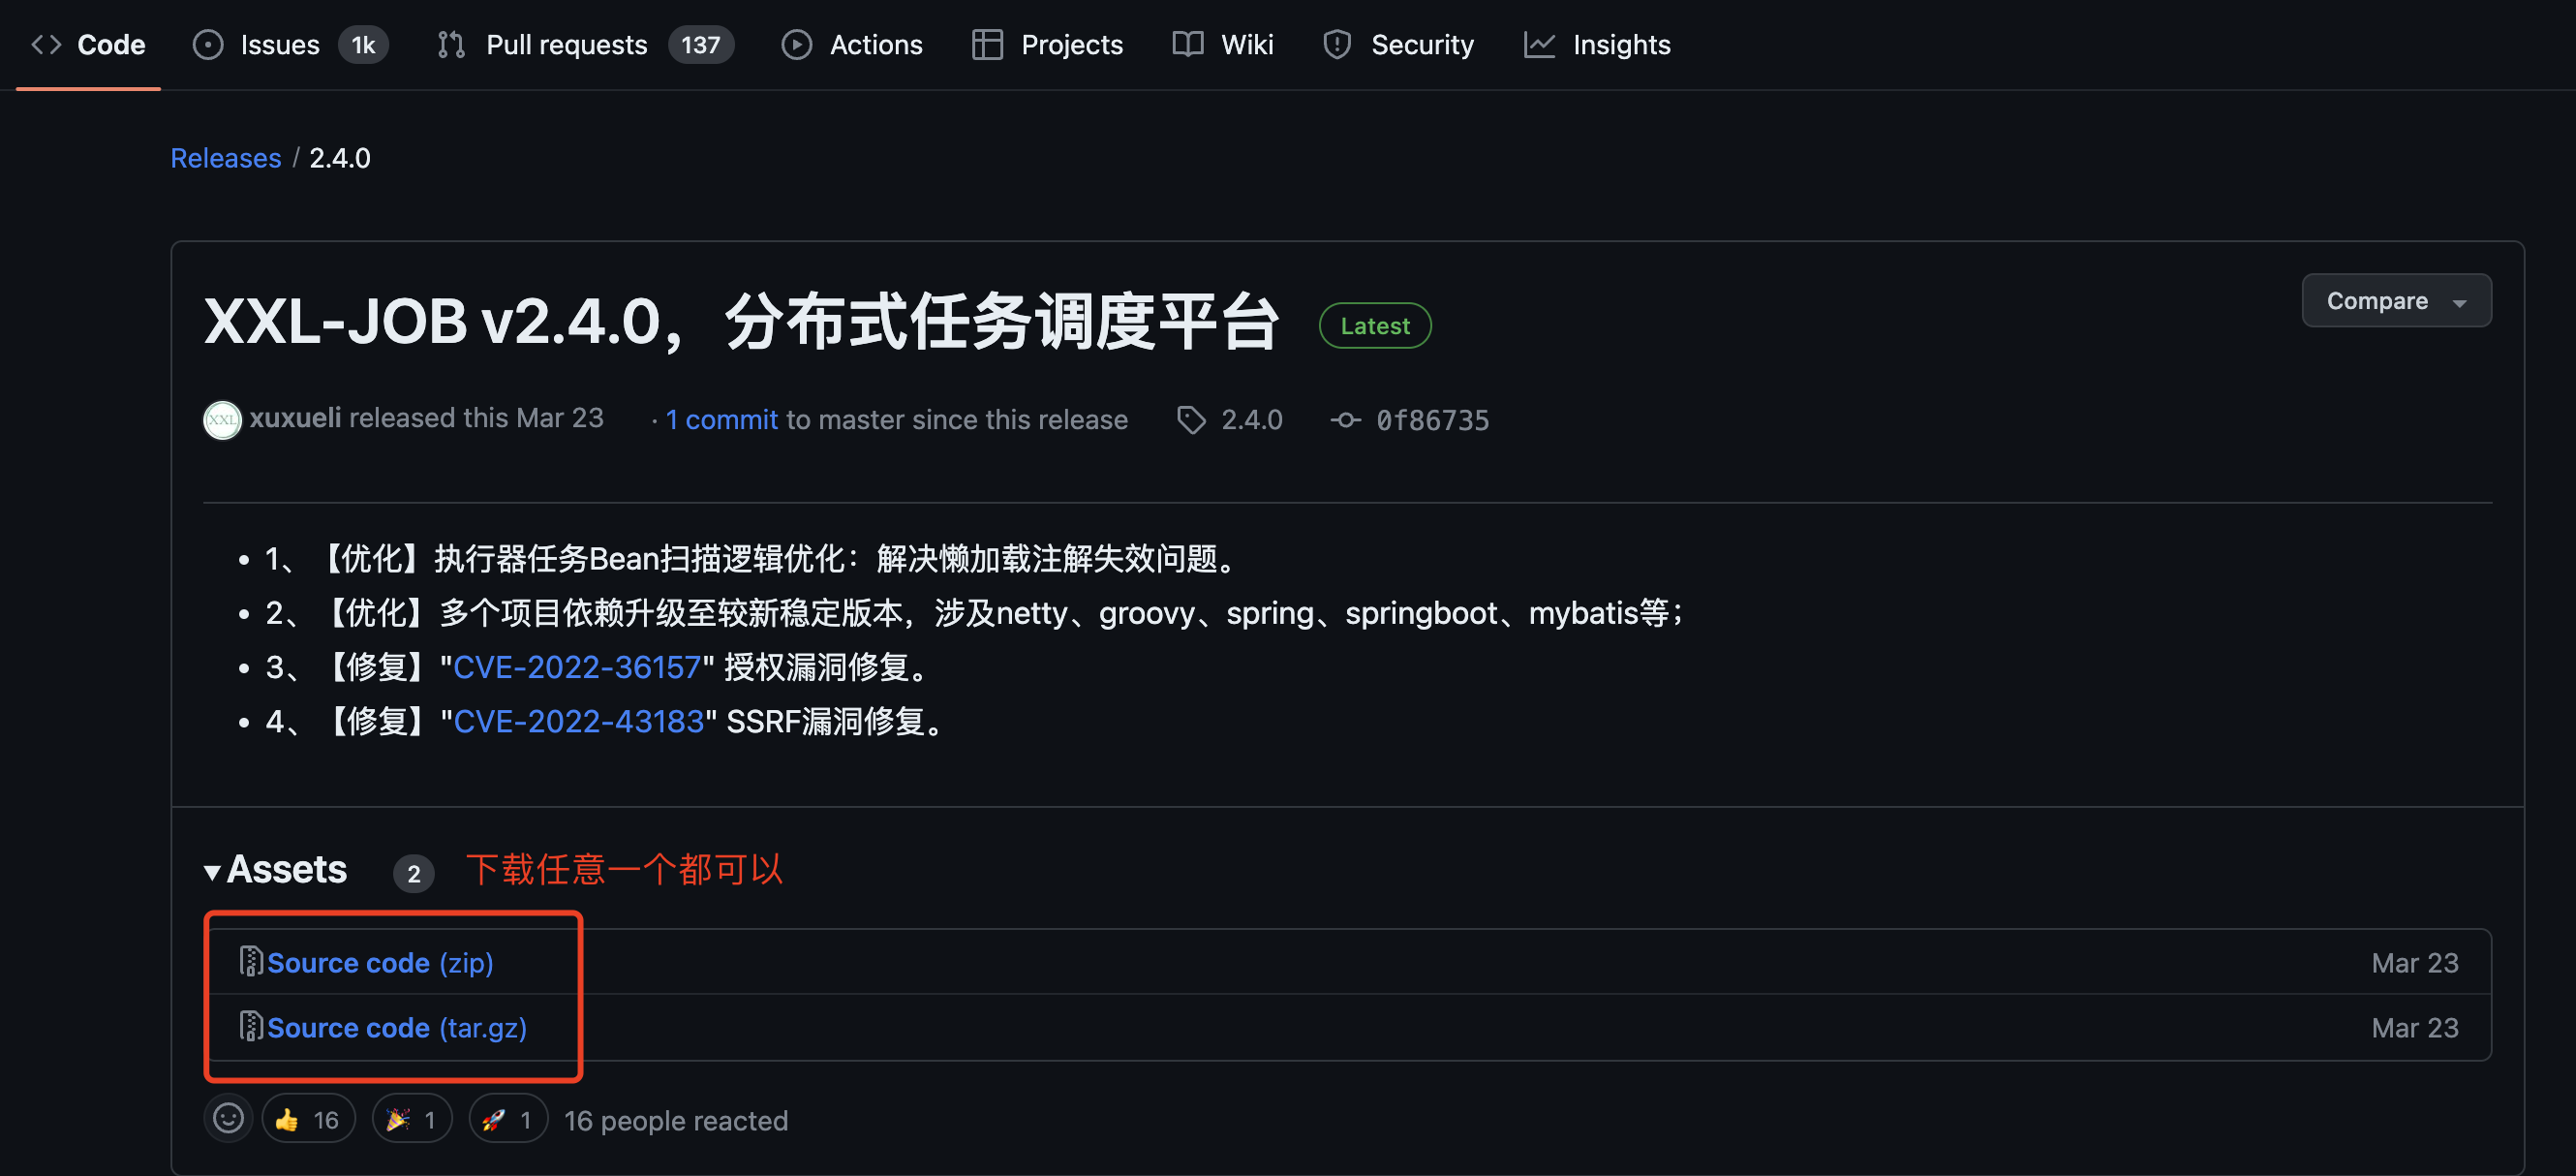 Code Issues 1k Pull requests 137 Actions Projects Wiki Security Insights
Releases / 2.4.0
XXL-JOB v2.4.0，分布式任务调度平台 Latest Compare
XXL xuxueli released this Mar 23 · 1 commit to master since this release 2.4.0 0f86735
• 1、【优化】执行器任务Bean扫描逻辑优化：解决懒加载注解失效问题。
• 2、【优化】多个项目依赖升级至较新稳定版本，涉及netty、groovy、spring、springboot、mybatis等；
• 3、【修复】"CVE-2022-36157" 授权漏洞修复。
• 4、【修复】"CVE-2022-43183" SSRF漏洞修复。
Assets 2 下载任意一个都可以
Source code (zip) Mar 23
Source code (tar.gz) Mar 23
👍 16 🎉 1 🚀 1 16 people reacted